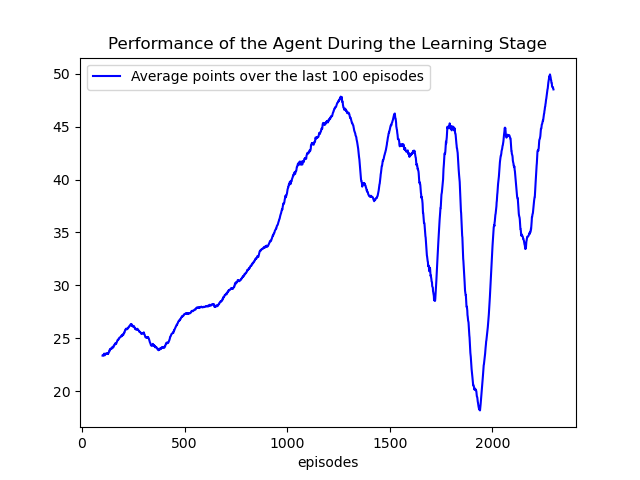 Performance of the Agent During the Learning Stage
Average points over the last 100 episodes
50
45
40
35
30
25
20
0 500 1000 1500 2000
episodes